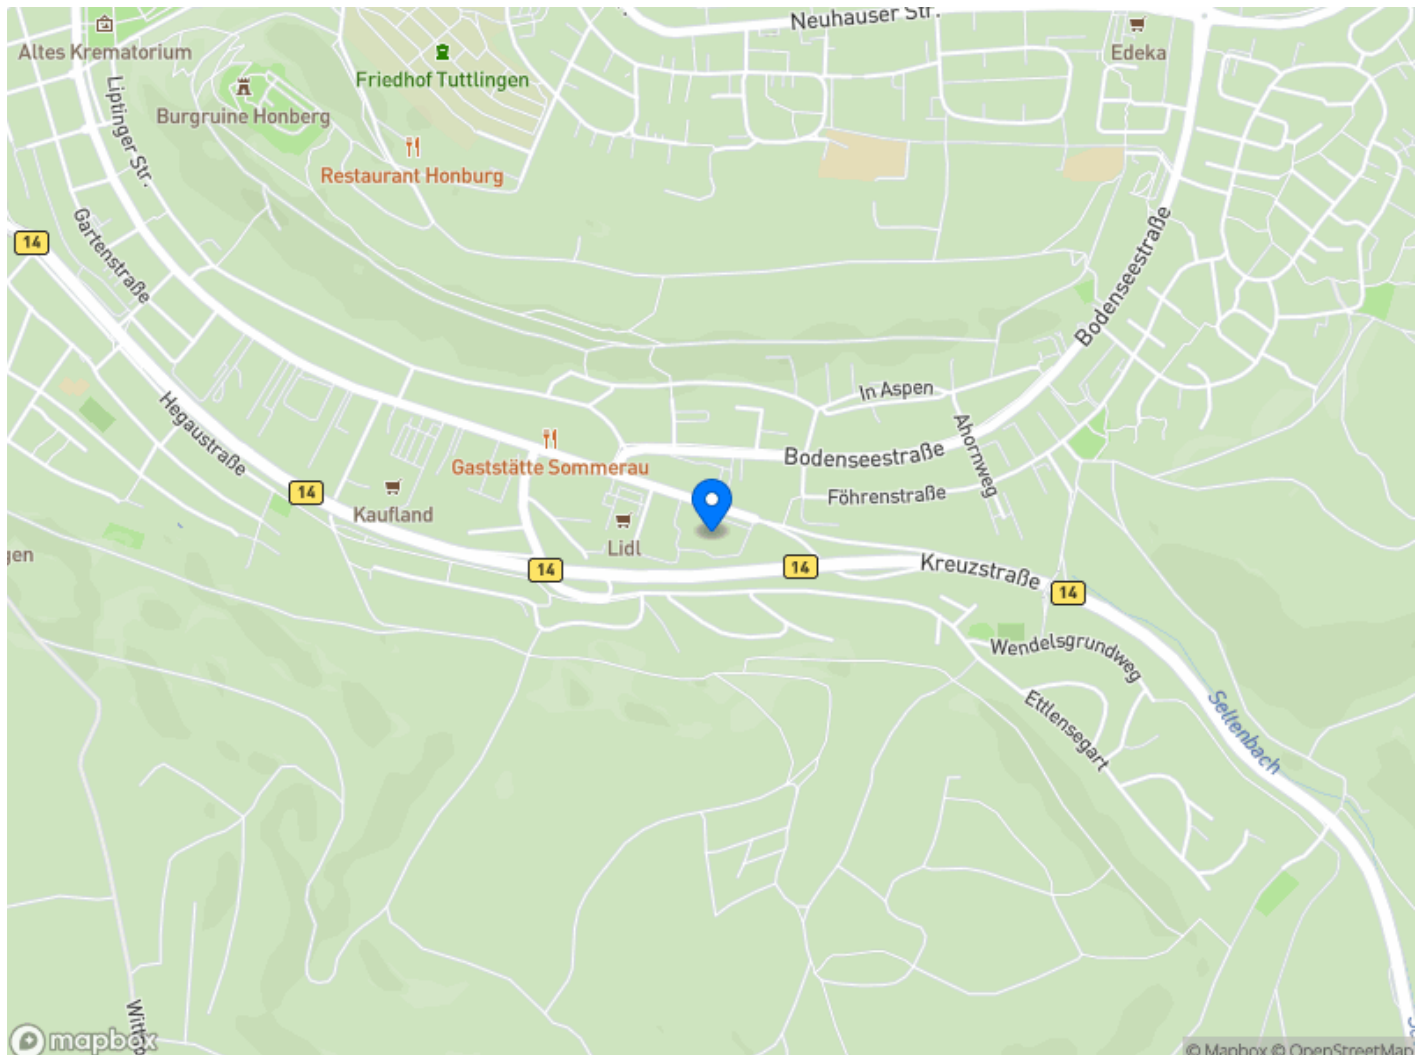 Neuhauser Str.
Edeka
Altes Krematorium
Friedhof Tuttlingen
Liptinger Str.
Burgruine Honberg
Restaurant Honburg
Gartenstraße
14
Bodenseestraße
In Aspen
Hegaustraße
Ahornweg
Gaststätte Sommerau
Bodenseestraße
14
Föhrenstraße
Kaufland
Lidl
gen
14
14
Kreuzstraße
14
Wendelsgrundweg
Ettlensegart
Seltenbach
mapbox
© Mapbox © OpenStreetMap